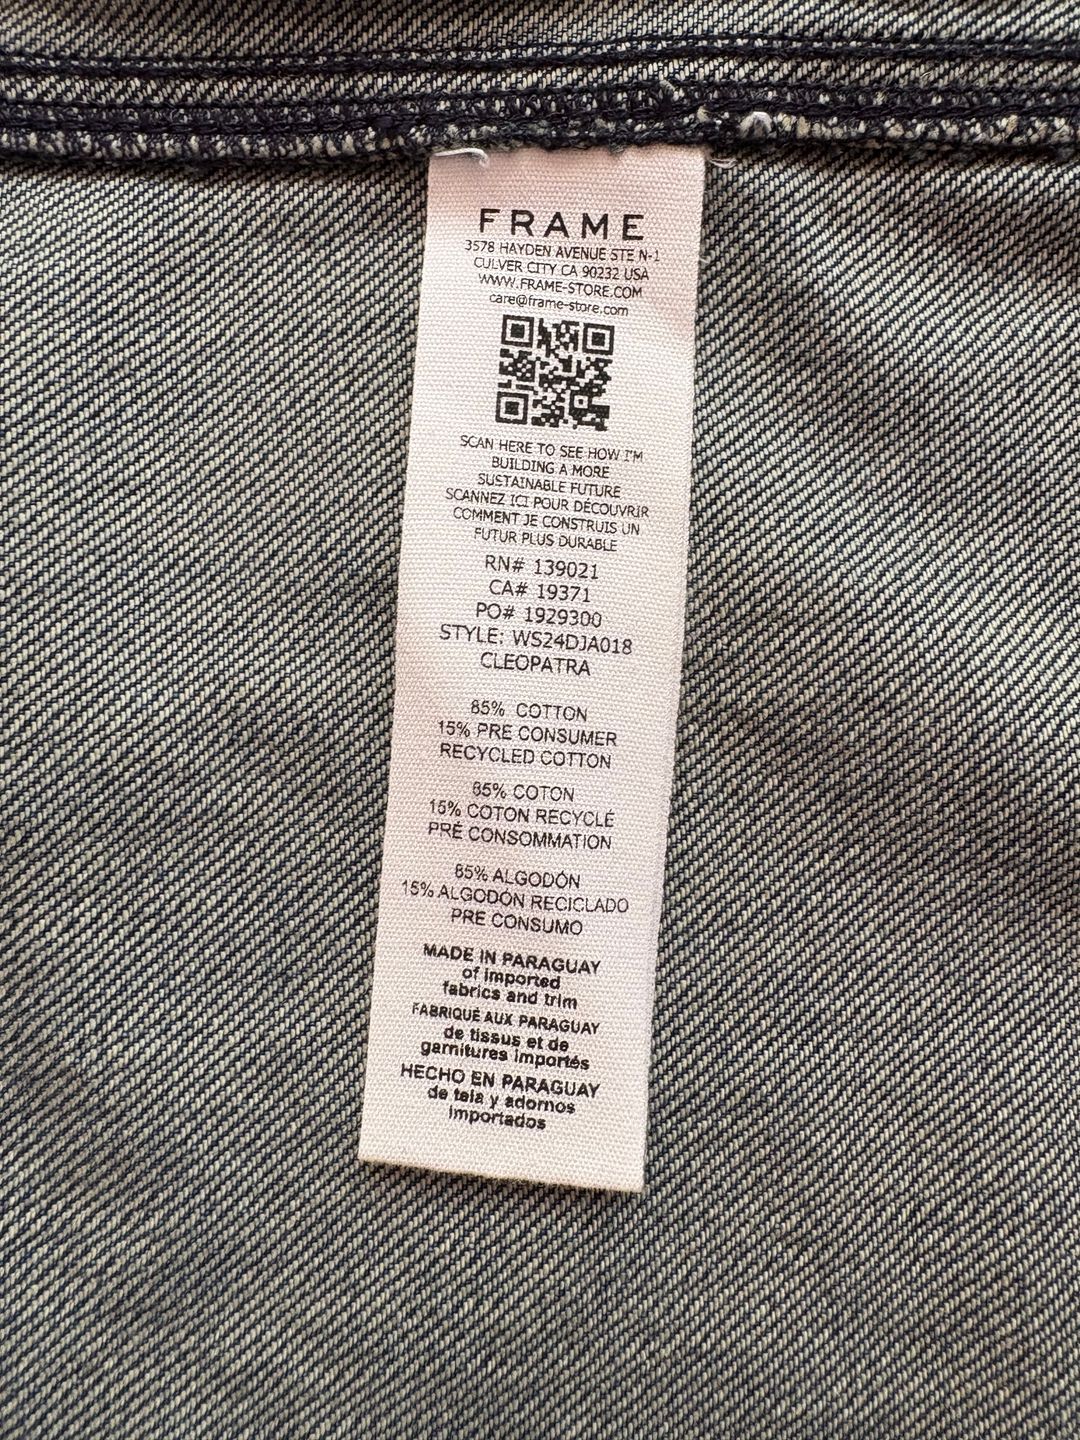 FRAME
3578 HAYDEN AVENUE STE N-1
CULVER CITY CA 90232 USA
WWW.FRAME-STORE.COM
care@frame-store.com
SCAN HERE TO SEE HOW I'M
BUILDING A MORE
SUSTAINABLE FUTURE
SCANNEZ ICI POUR DÉCOUVRIR
COMMENT JE CONSTRUIS UN
FUTUR PLUS DURABLE
RN# 139021
CA# 19371
PO# 1929300
STYLE: WS24DJA018
CLEOPATRA
85% COTTON
15% PRE CONSUMER
RECYCLED COTTON
85% COTON
15% COTON RECYCLÉ
PRÉ CONSOMMATION
85% ALGODÓN
15% ALGODÓN RECICLADO
PRE CONSUMO
MADE IN PARAGUAY
of imported
fabrics and trim
FABRIQUÉ AUX PARAGUAY
de tissus et de
garnitures importés
HECHO EN PARAGUAY
de tela y adornos
importados